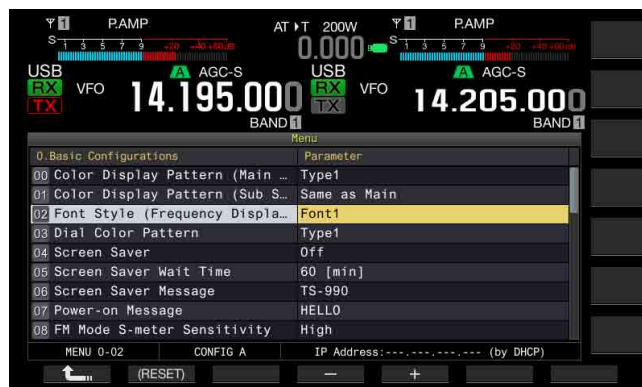 1 P.AMP AT T 200W 1 P.AMP
S 1 3 5 7 9 +20 +40 +60dB 0.000 S 1 3 5 7 9 +20 +40 +60dB
USB A AGC-S USB A AGC-S
RX VFO 14.195.000 RX VFO 14.205.000
TX TX
BAND 1 BAND 1
Menu
0.Basic Configurations Parameter
00 Color Display Pattern (Main … Type1
01 Color Display Pattern (Sub S… Same as Main
02 Font Style (Frequency Displa… Font1
03 Dial Color Pattern Type1
04 Screen Saver Off
05 Screen Saver Wait Time 60 [min]
06 Screen Saver Message TS-990
07 Power-on Message HELLO
08 FM Mode S-meter Sensitivity High
MENU 0-02 CONFIG A IP Address:---.---.---.--- (by DHCP)
(RESET) − +